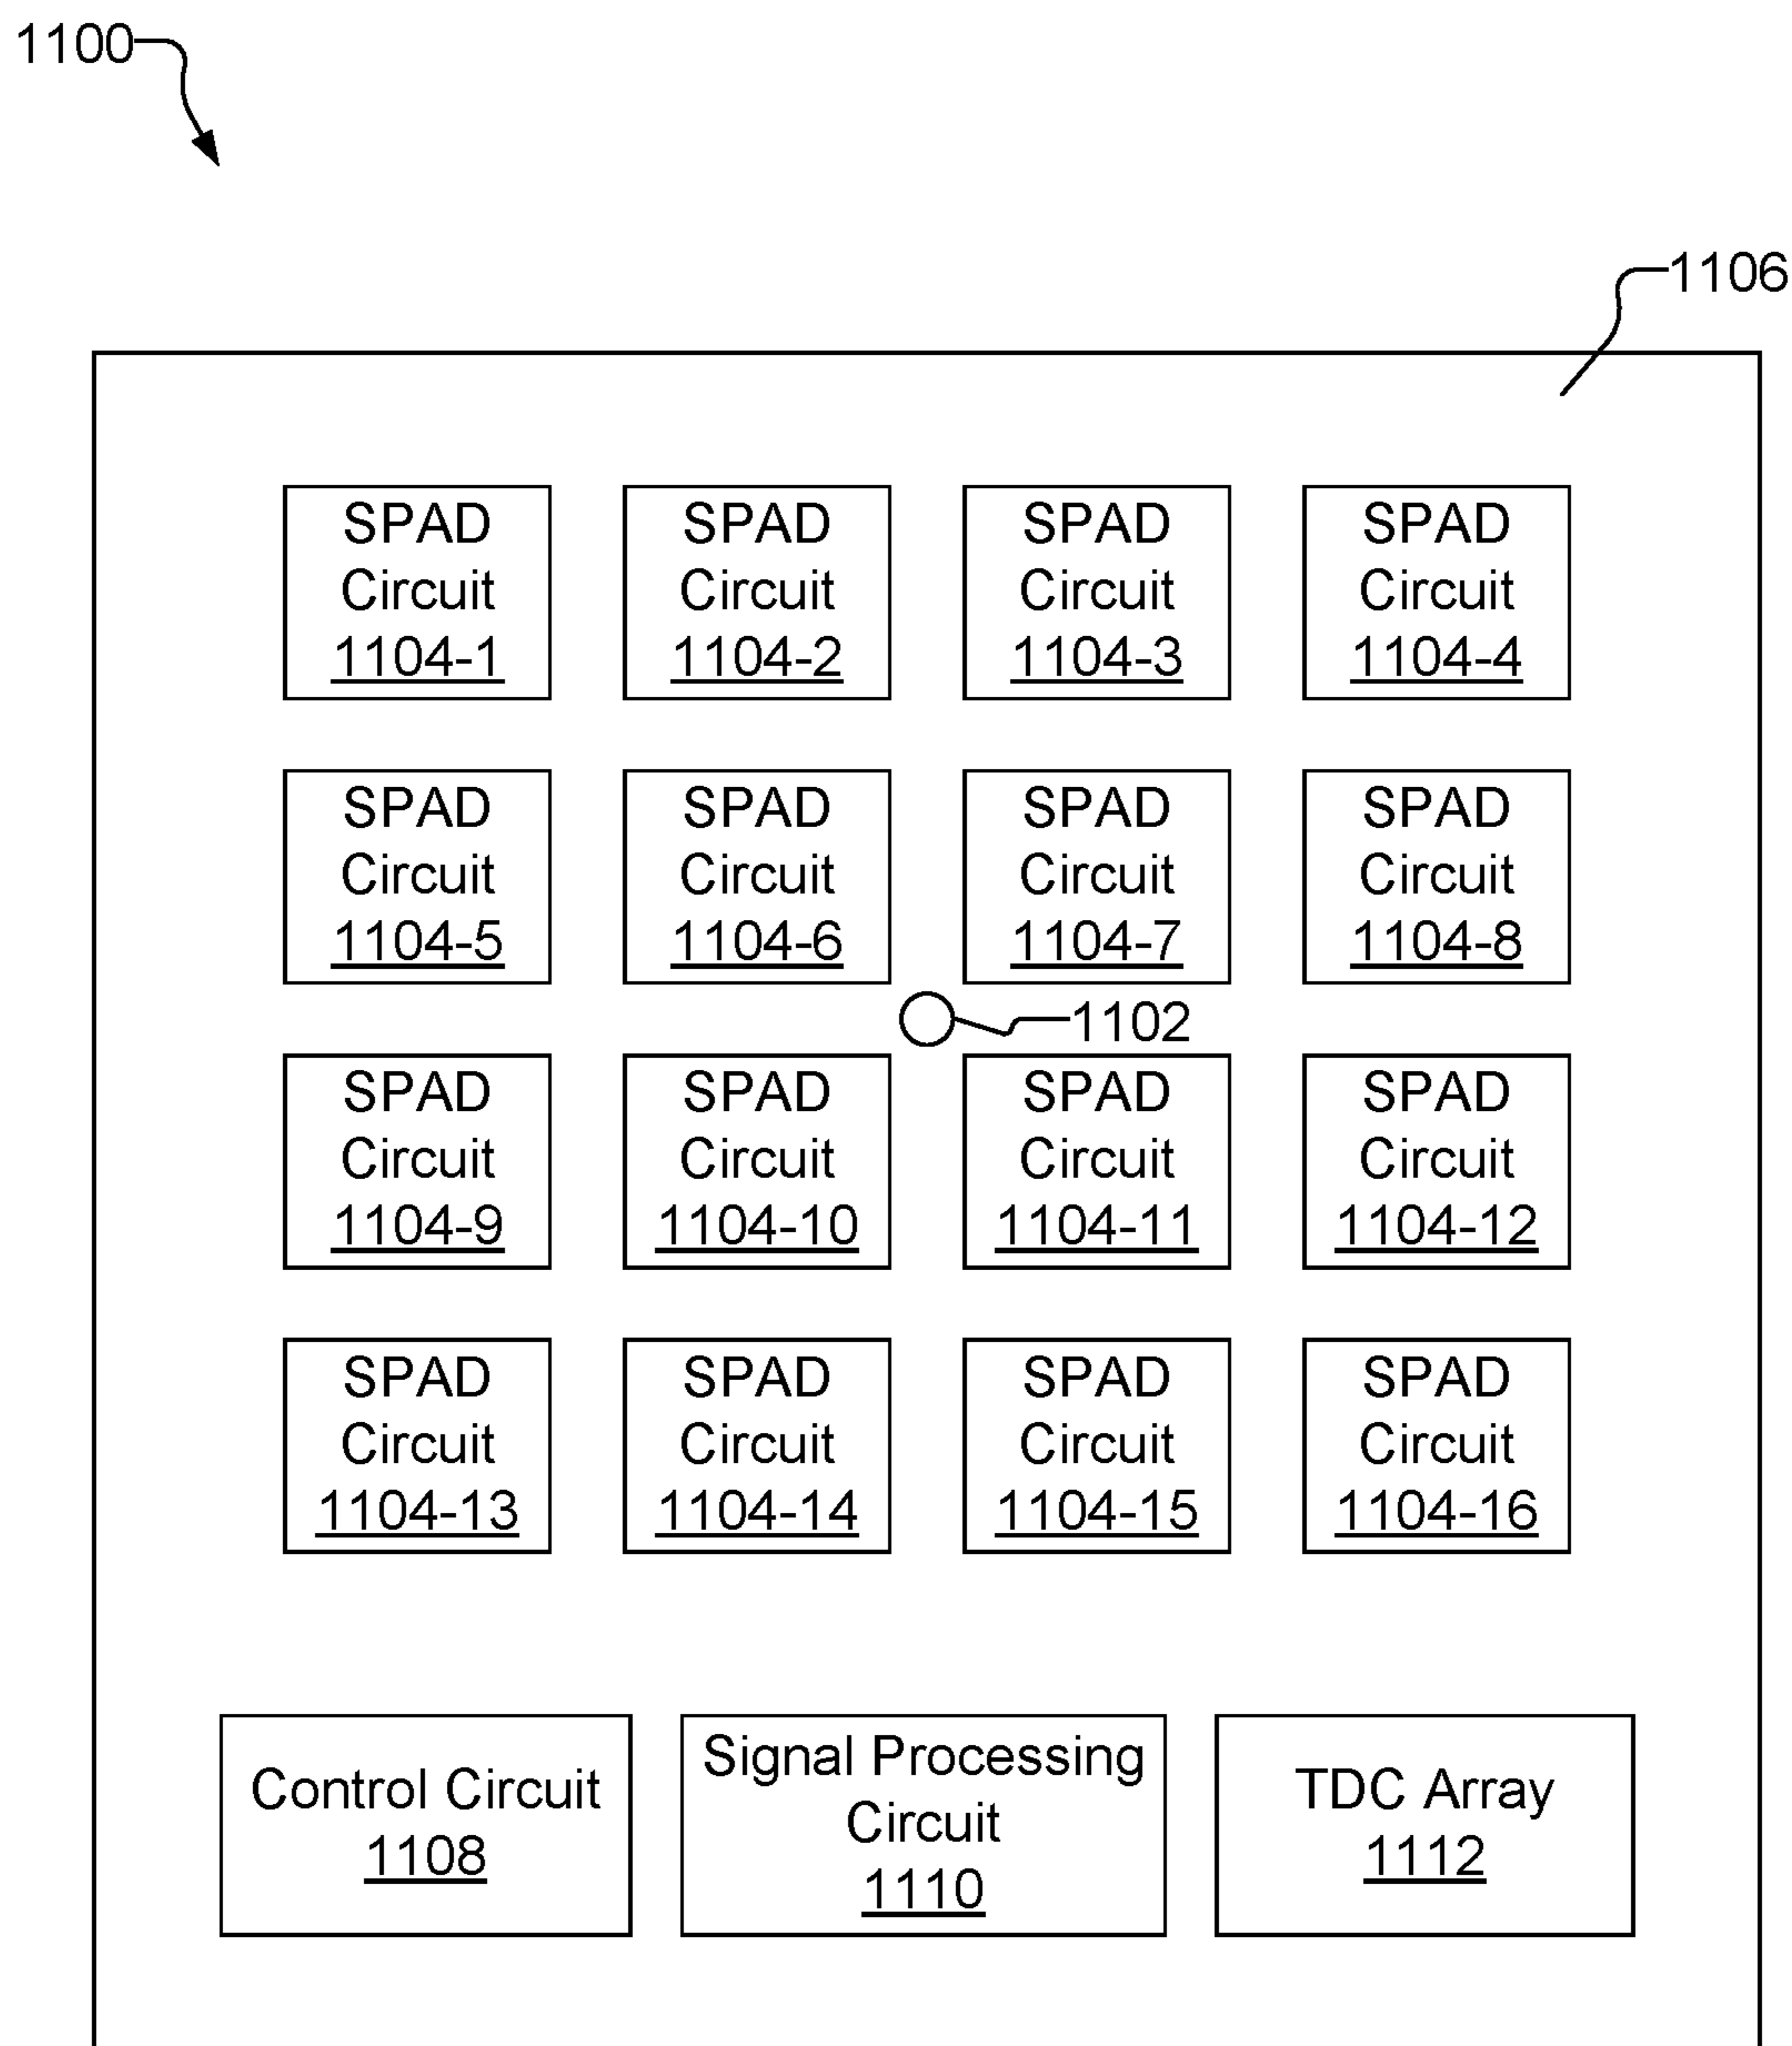 1100
1106
SPAD
Circuit
1104-1
SPAD
Circuit
1104-2
SPAD
Circuit
1104-3
SPAD
Circuit
1104-4
SPAD
Circuit
1104-5
SPAD
Circuit
1104-6
SPAD
Circuit
1104-7
SPAD
Circuit
1104-8
1102
SPAD
Circuit
1104-9
SPAD
Circuit
1104-10
SPAD
Circuit
1104-11
SPAD
Circuit
1104-12
SPAD
Circuit
1104-13
SPAD
Circuit
1104-14
SPAD
Circuit
1104-15
SPAD
Circuit
1104-16
Control Circuit
1108
Signal Processing
Circuit
1110
TDC Array
1112